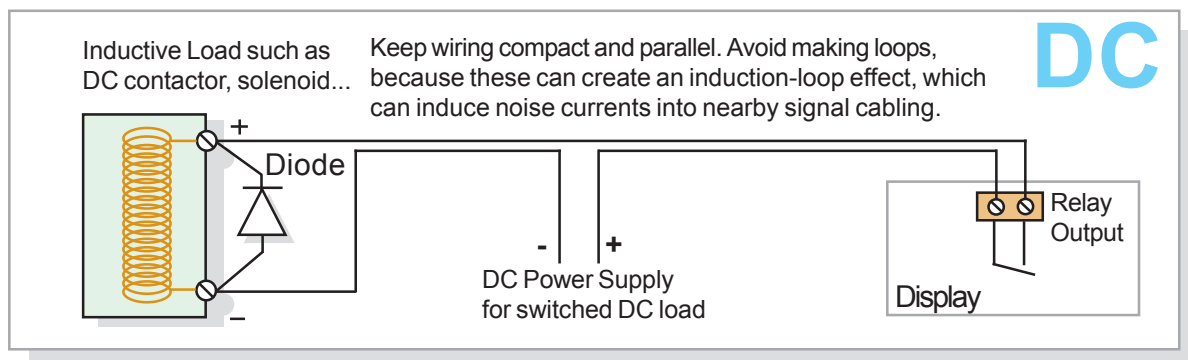 Inductive Load such as
DC contactor, solenoid...
Keep wiring compact and parallel. Avoid making loops,
because these can create an induction-loop effect, which
can induce noise currents into nearby signal cabling.
DC
+
Diode
–
- +
DC Power Supply
for switched DC load
Relay
Output
Display